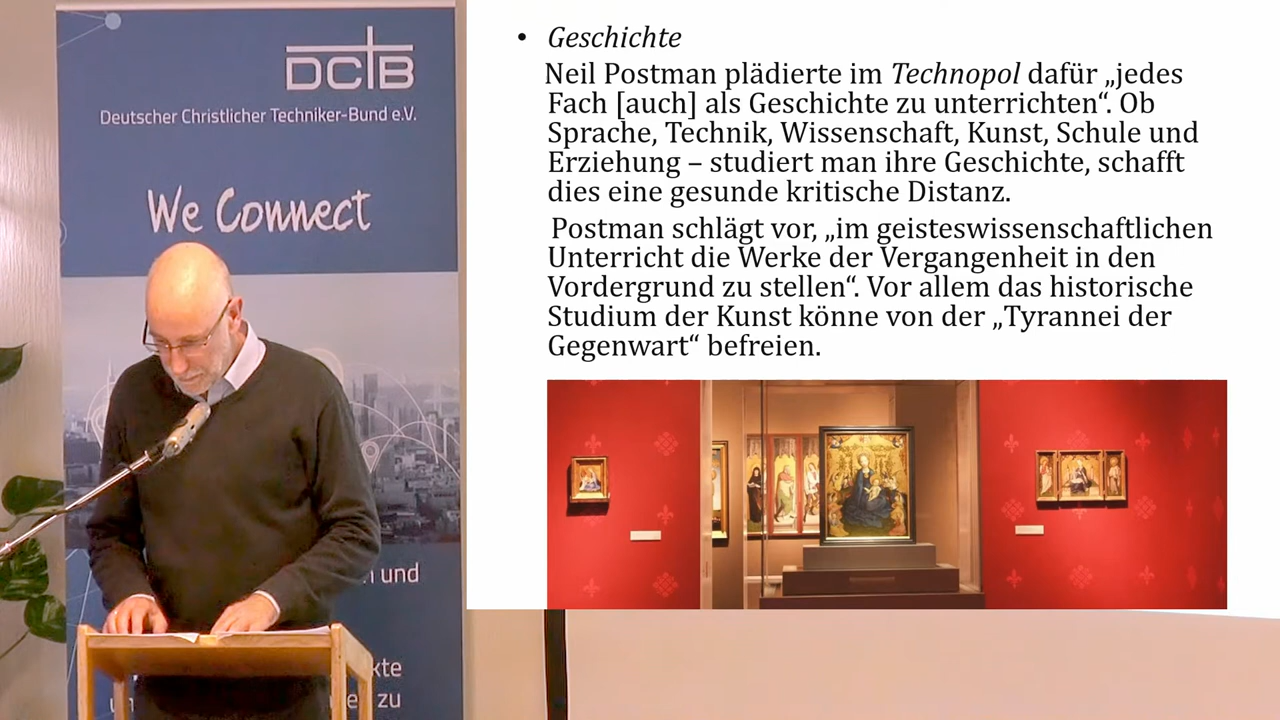 DCTB
Deutscher Christlicher Techniker-Bund e.V.
We Connect
und
zu
• Geschichte
Neil Postman plädierte im Technopol dafür „jedes
Fach [auch] als Geschichte zu unterrichten“. Ob
Sprache, Technik, Wissenschaft, Kunst, Schule und
Erziehung – studiert man ihre Geschichte, schafft
dies eine gesunde kritische Distanz.
Postman schlägt vor, „im geisteswissenschaftlichen
Unterricht die Werke der Vergangenheit in den
Vordergrund zu stellen“. Vor allem das historische
Studium der Kunst könne von der „Tyrannei der
Gegenwart“ befreien.